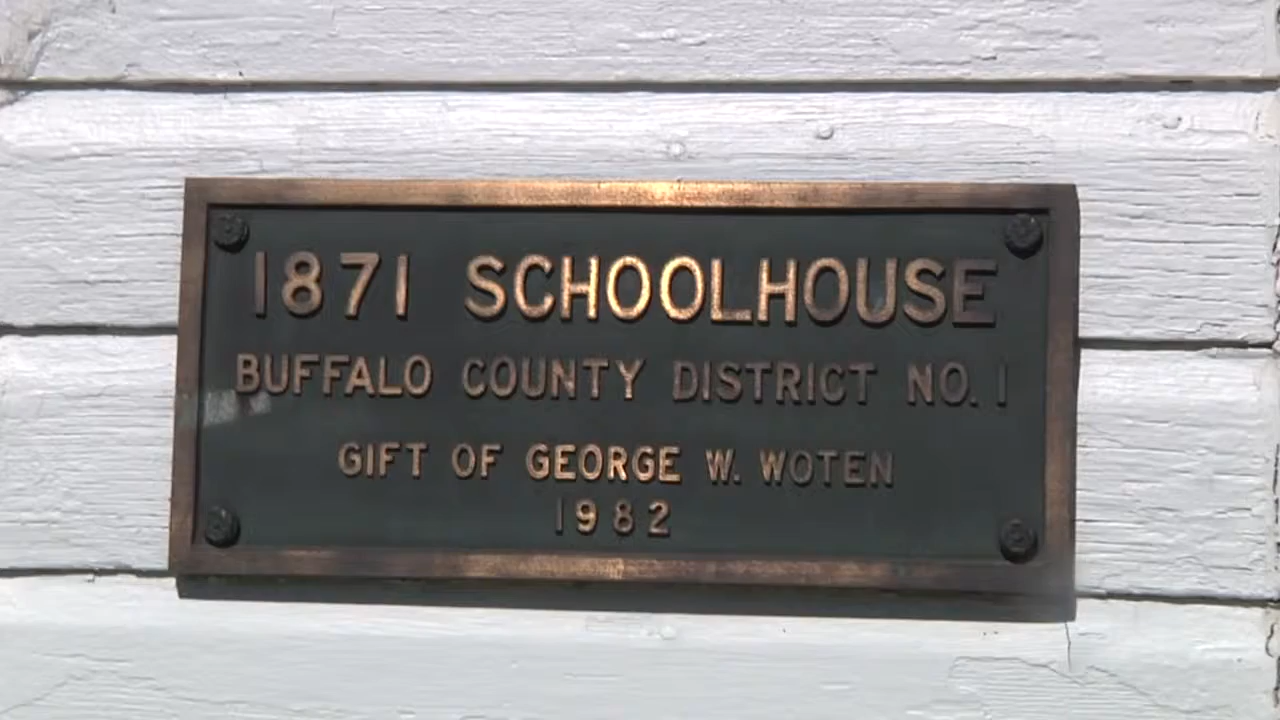 1871 SCHOOLHOUSE
BUFFALO COUNTY DISTRICT NO. 1
GIFT OF GEORGE W. WOTEN
1982